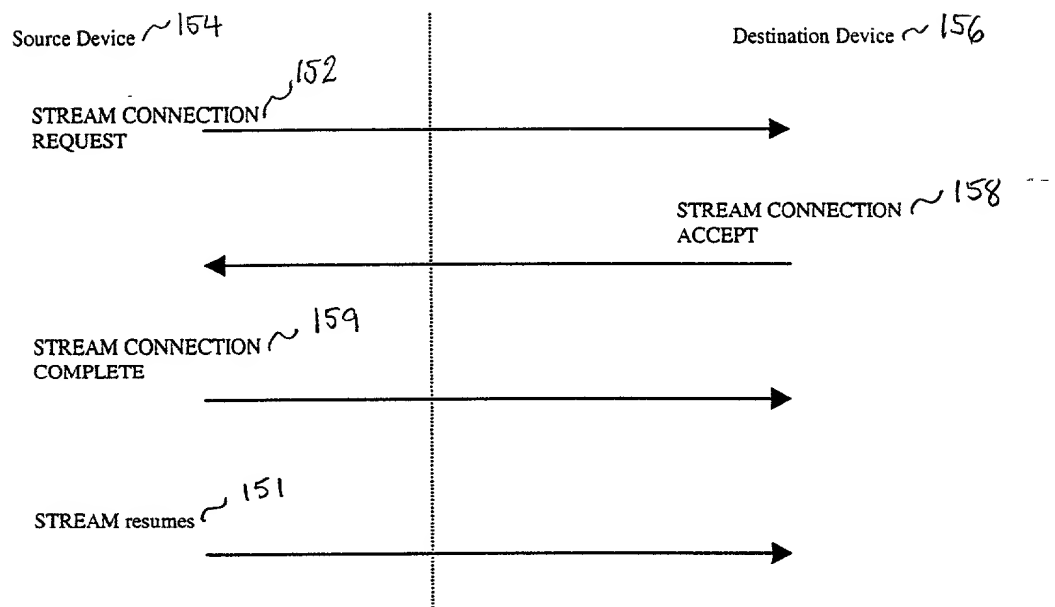 Source Device 154
Destination Device 156
152
STREAM CONNECTION
REQUEST
158
STREAM CONNECTION
ACCEPT
159
STREAM CONNECTION
COMPLETE
151
STREAM resumes